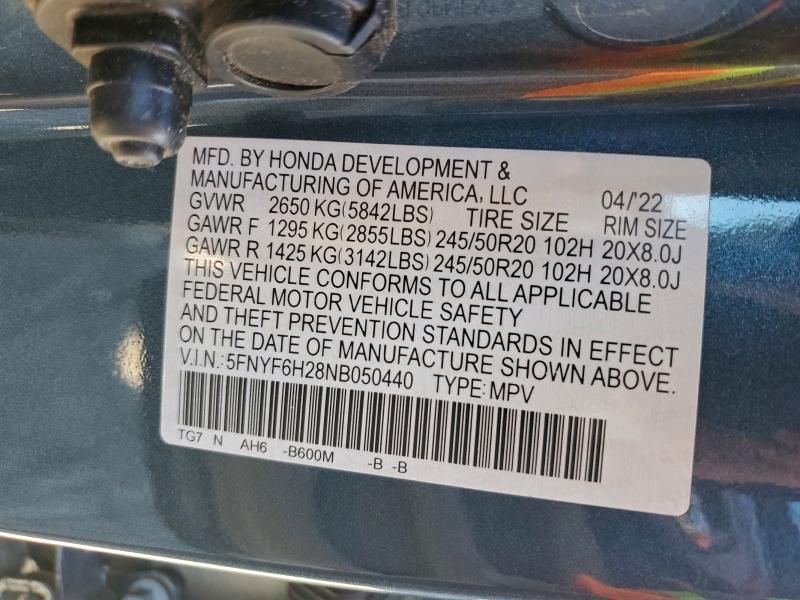 MFD. BY HONDA DEVELOPMENT &
MANUFACTURING OF AMERICA, LLC 04/'22
GVWR 2650 KG(5842LBS) TIRE SIZE RIM SIZE
GAWR F 1295 KG(2855LBS) 245/50R20 102H 20X8.0J
GAWR R 1425 KG(3142LBS) 245/50R20 102H 20X8.0J
THIS VEHICLE CONFORMS TO ALL APPLICABLE
FEDERAL MOTOR VEHICLE SAFETY
AND THEFT PREVENTION STANDARDS IN EFFECT
ON THE DATE OF MANUFACTURE SHOWN ABOVE.
V.I.N.: 5FNYF6H28NB050440 TYPE: MPV
TG7 N AH6 -B600M -B -B